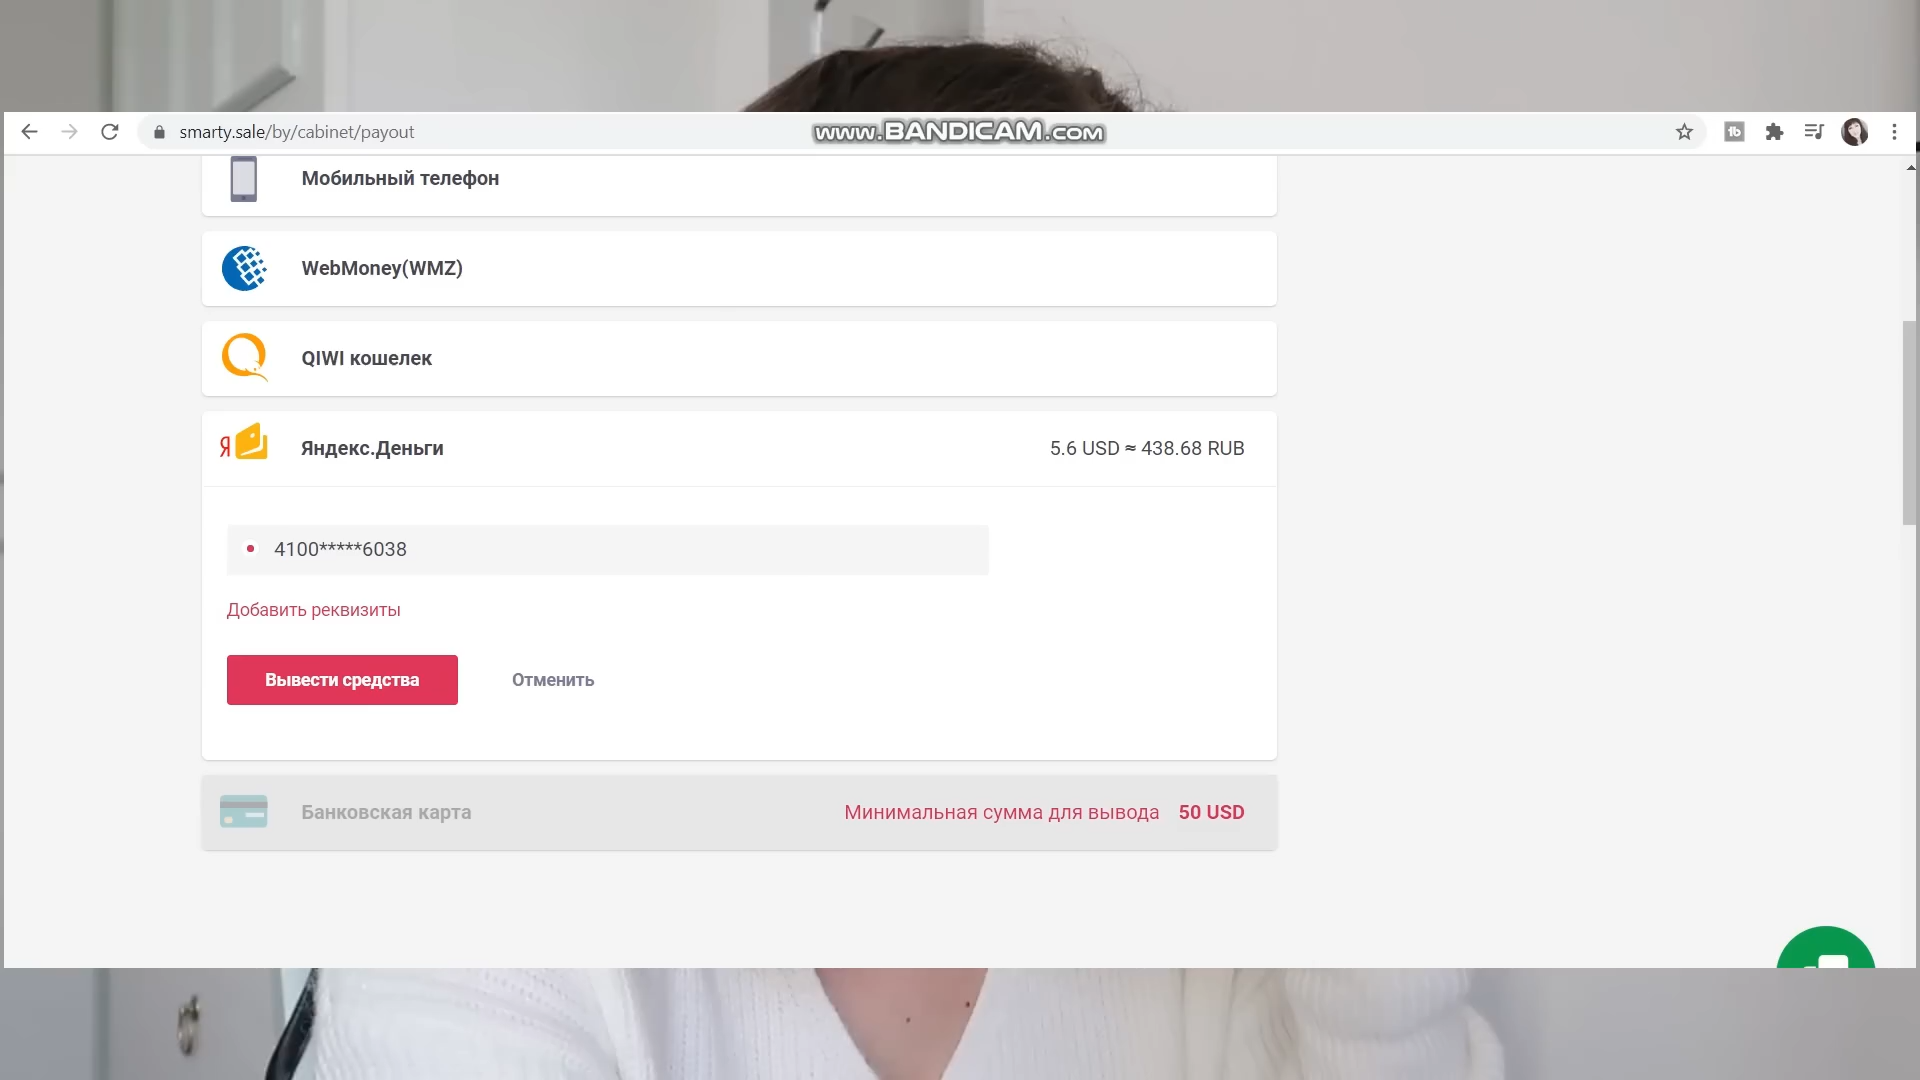 smarty.sale/by/cabinet/payout
www.BANDICAM.com
Мобильный телефон
WebMoney(WMZ)
QIWI кошелек
Я
Яндекс.Деньги
5.6 USD ≈ 438.68 RUB
4100*****6038
Добавить реквизиты
Вывести средства
Отменить
Банковская карта
Минимальная сумма для вывода 50 USD